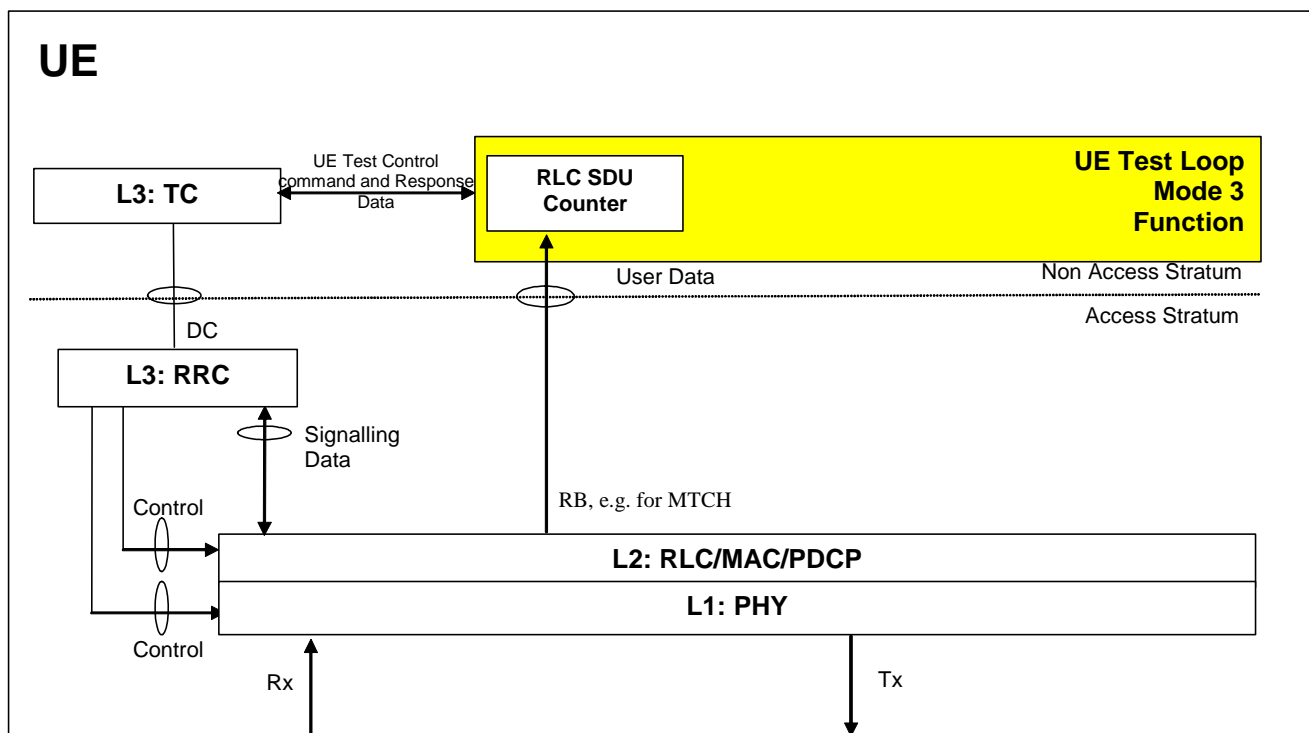 UE
UE Test Control
command and Response
Data
L3: TC
RLC SDU
Counter
UE Test Loop
Mode 3
Function
User Data
Non Access Stratum
Access Stratum
DC
L3: RRC
Signalling
Data
RB, e.g. for MTCH
Control
L2: RLC/MAC/PDCP
L1: PHY
Control
Rx
Tx